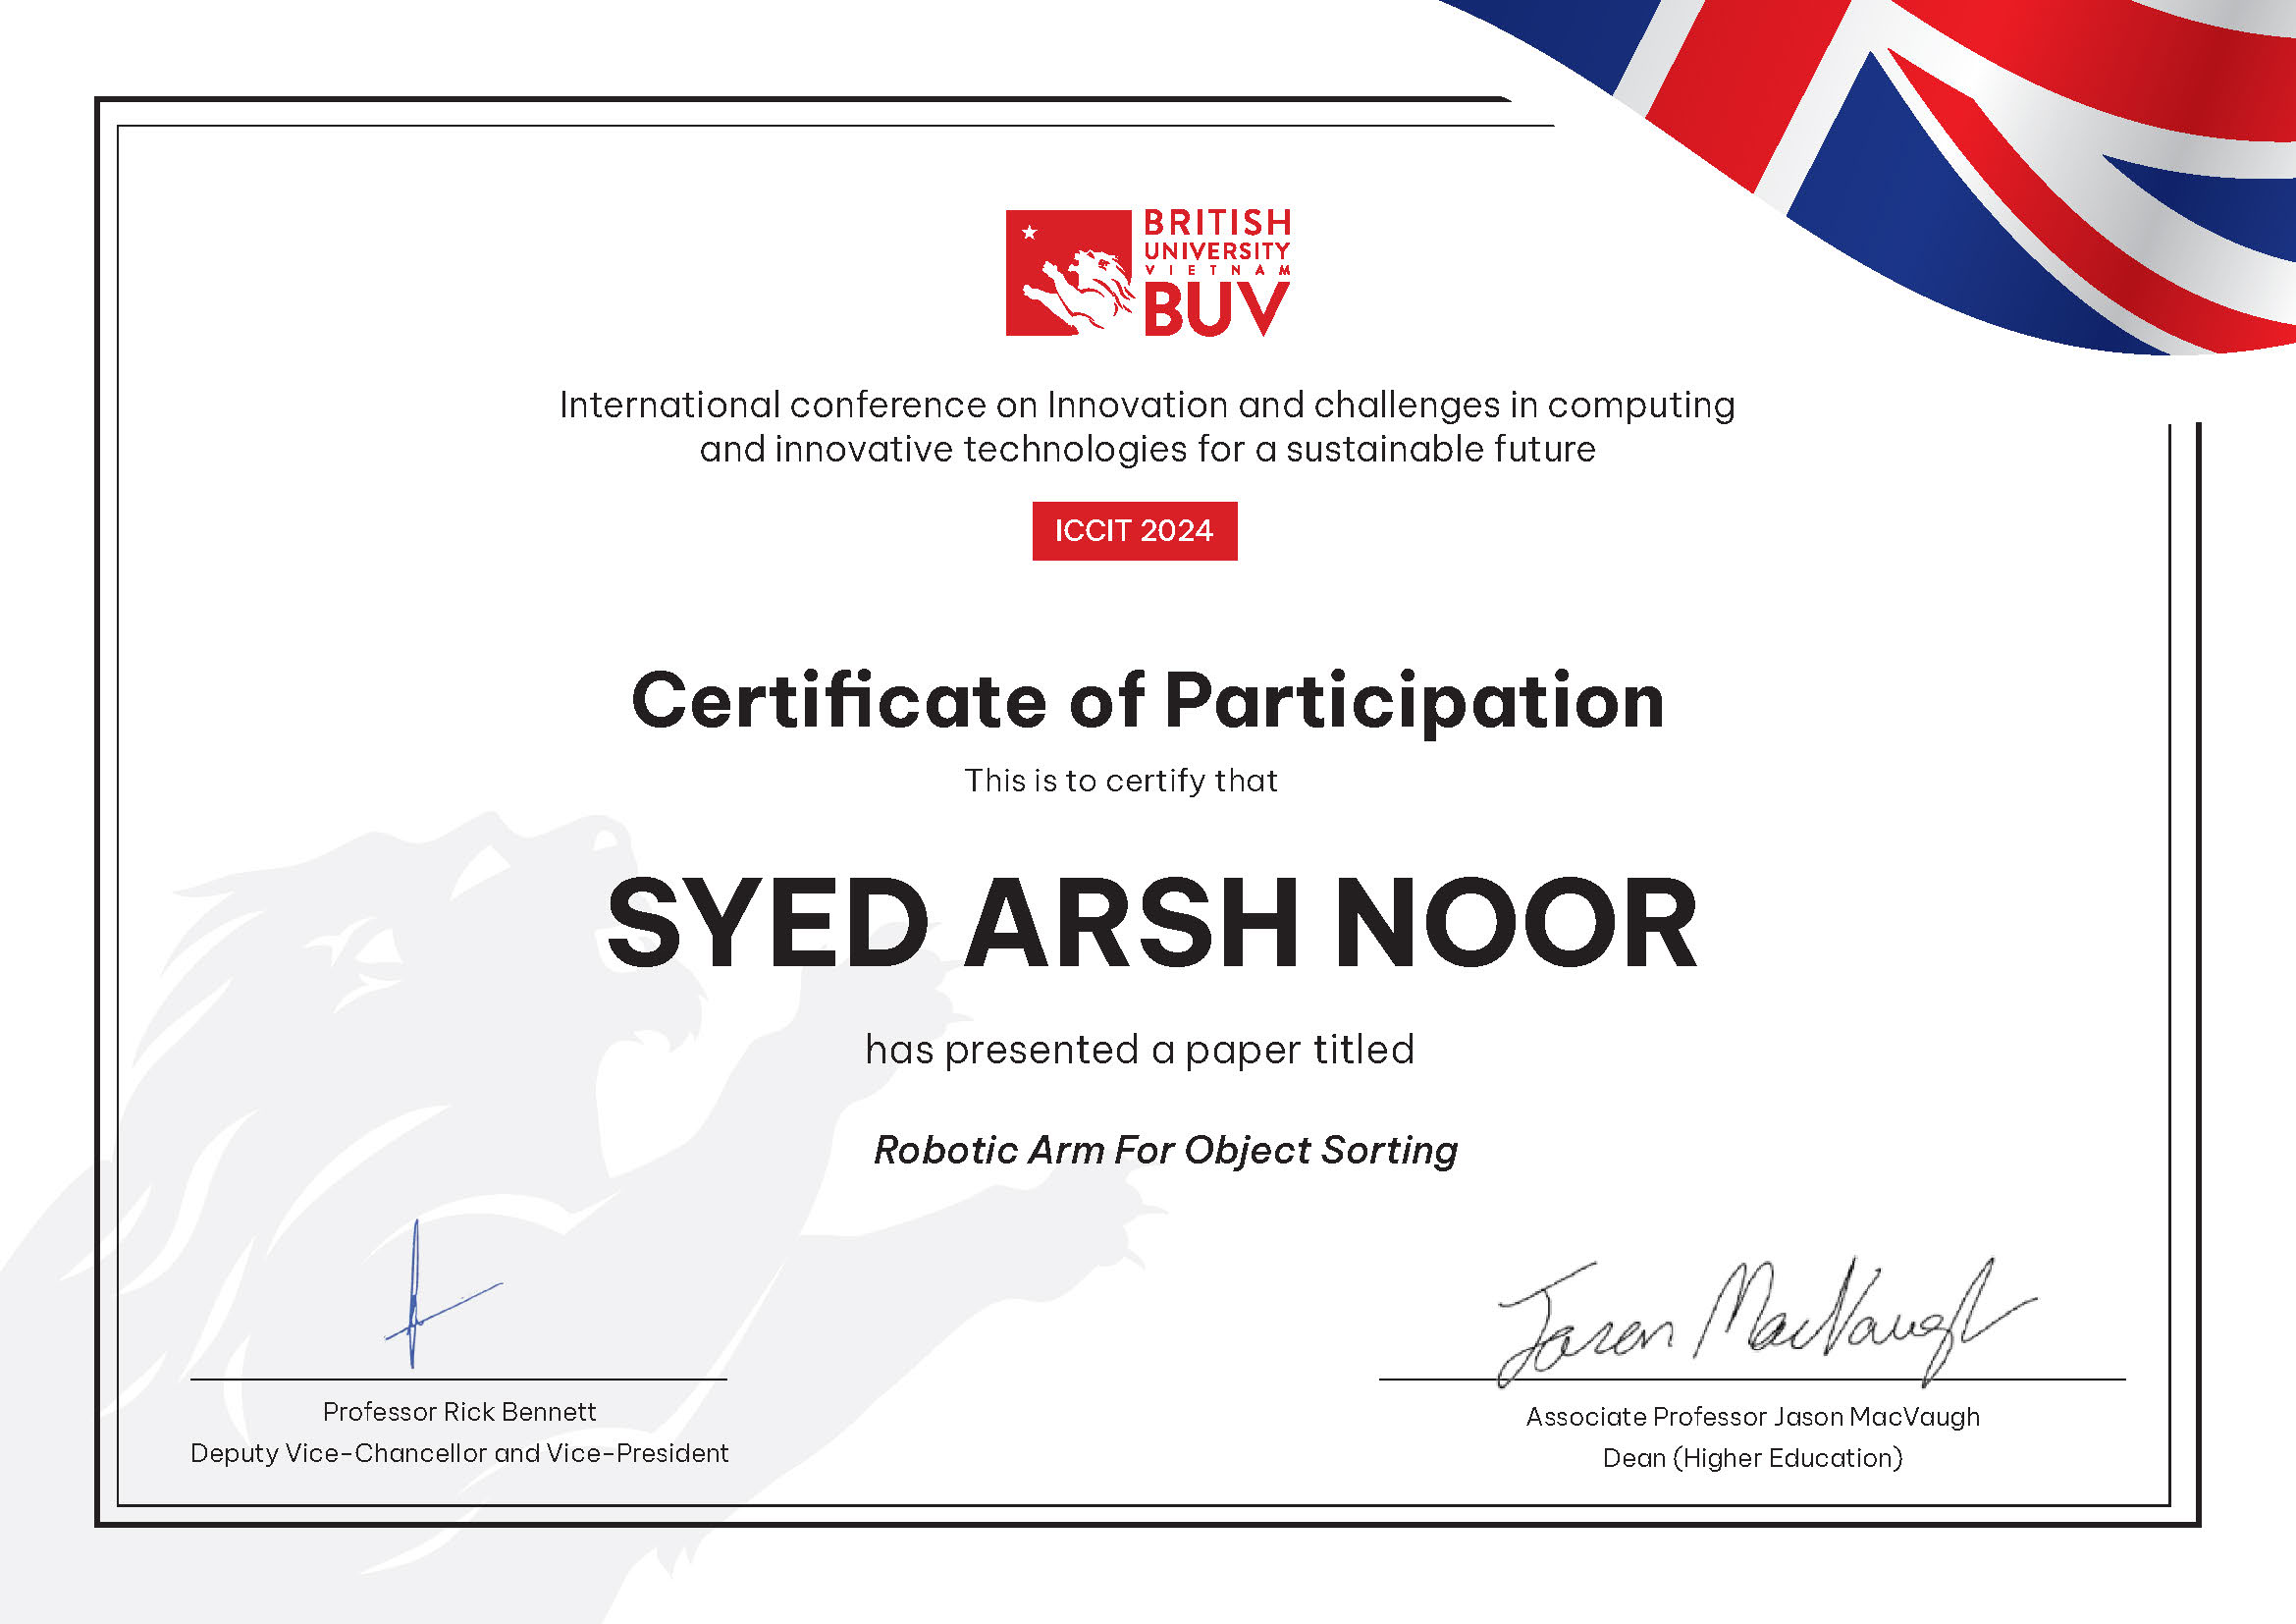 BRITISH
UNIVERSITY
VIETNAM
BUV
International conference on Innovation and challenges in computing
and innovative technologies for a sustainable future
ICCIT 2024
Certificate of Participation
This is to certify that
SYED ARSH NOOR
has presented a paper titled
Robotic Arm For Object Sorting
Jason MacVaugh
Professor Rick Bennett
Deputy Vice-Chancellor and Vice-President
Associate Professor Jason MacVaugh
Dean (Higher Education)